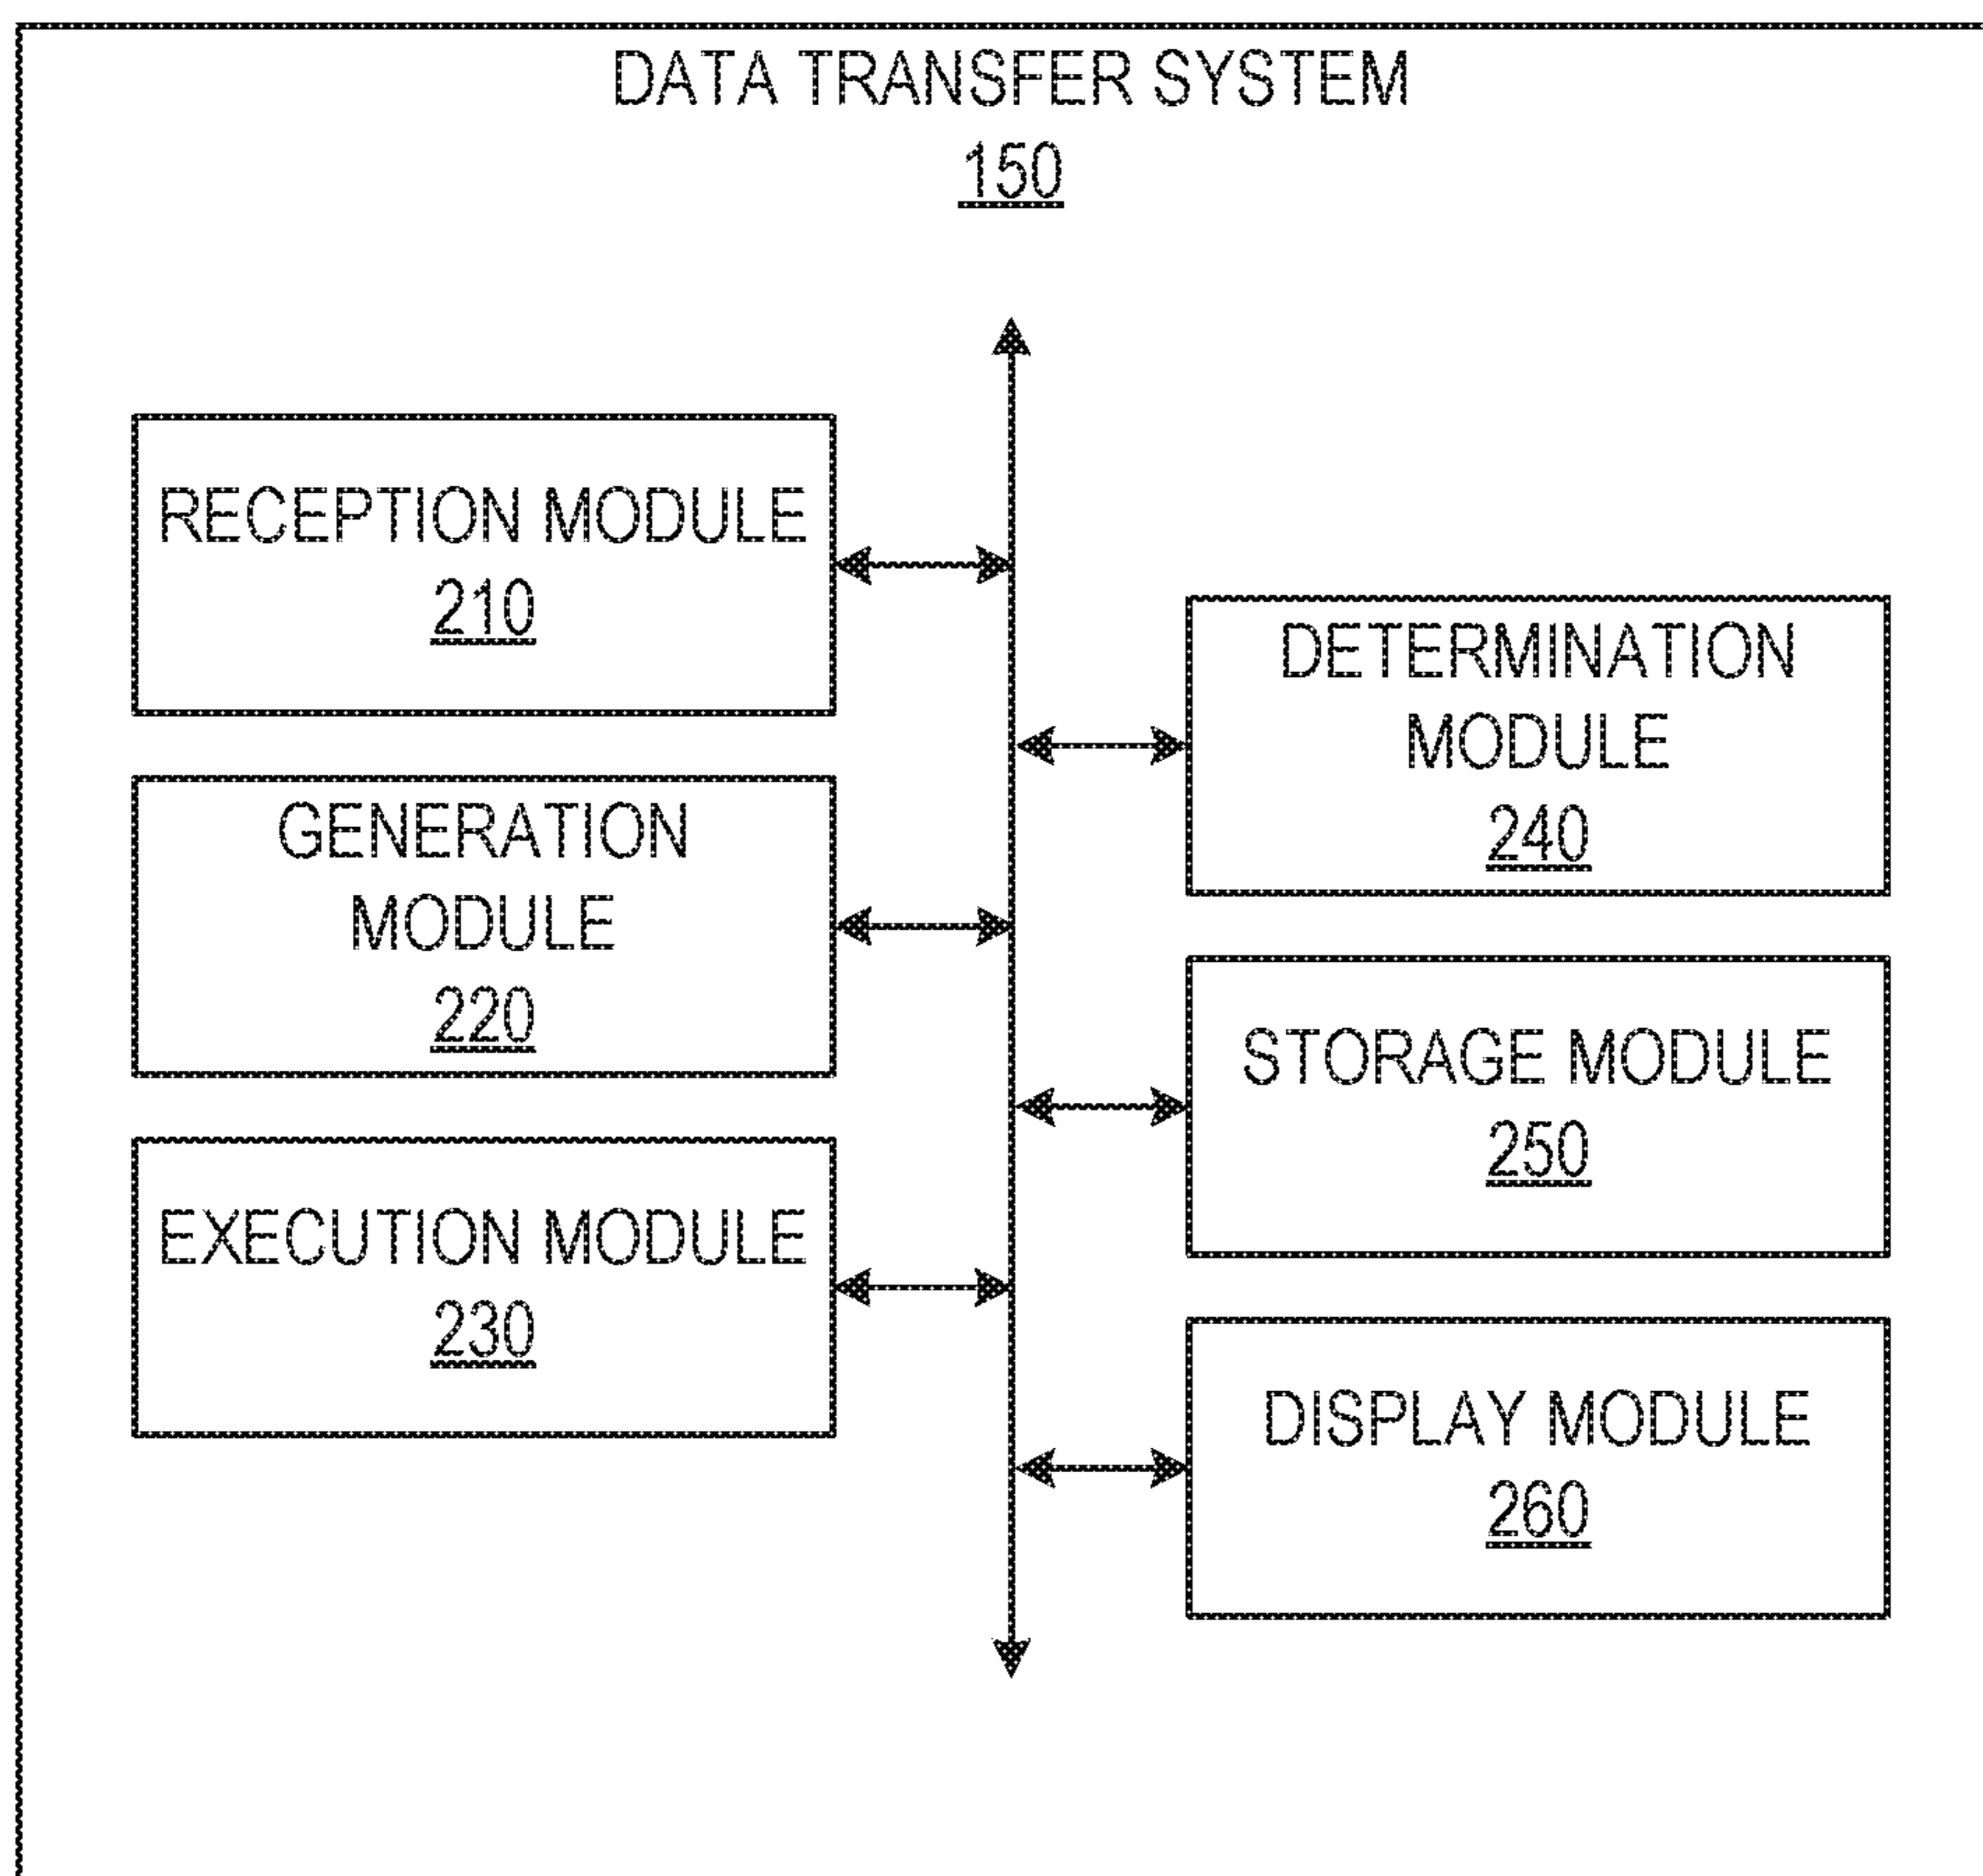 DATA TRANSFER SYSTEM
150
RECEPTION MODULE
210
GENERATION
MODULE
220
EXECUTION MODULE
230
DETERMINATION
MODULE
240
STORAGE MODULE
250
DISPLAY MODULE
260